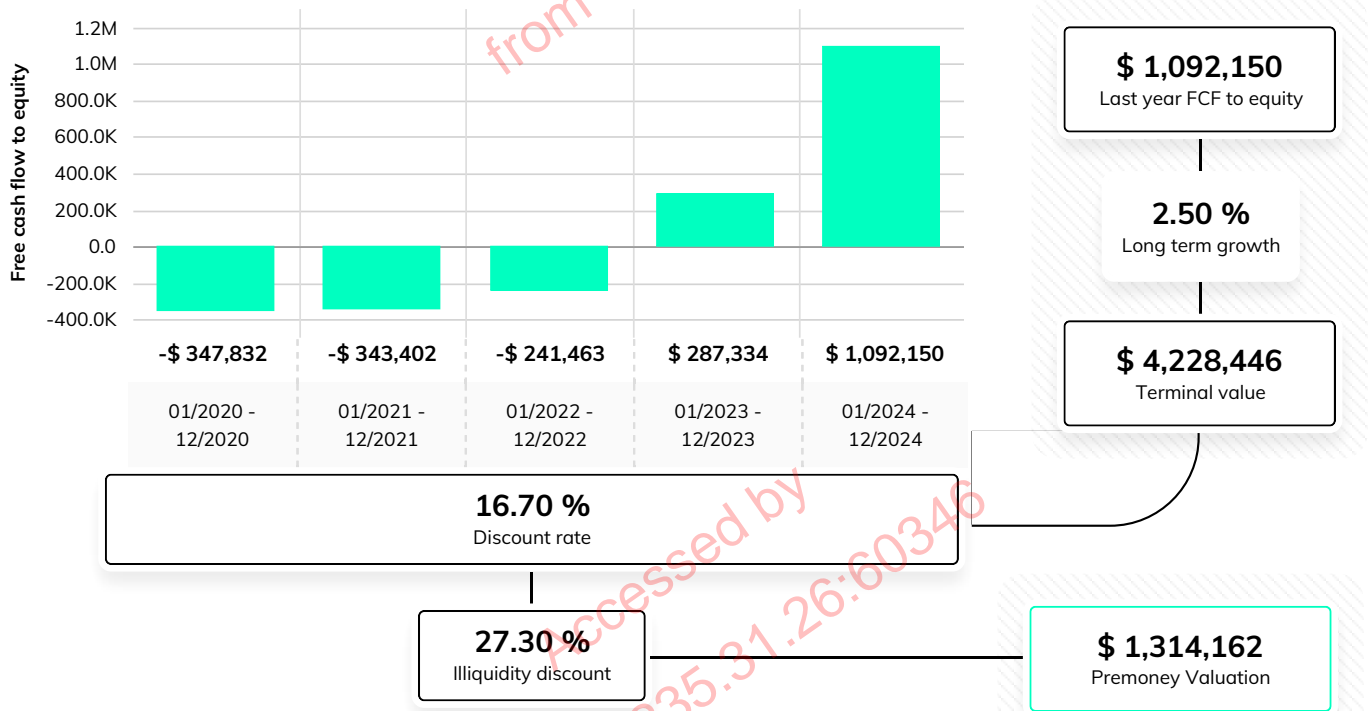 from
1.2M
1.0M
800.0K
600.0K
400.0K
200.0K
0.0
-200.0K
-400.0K
Free cash flow to equity
-$ 347,832 -$ 343,402 -$ 241,463 $ 287,334 $ 1,092,150
01/2020 - 01/2021 - 01/2022 - 01/2023 - 01/2024 -
12/2020 12/2021 12/2022 12/2023 12/2024
$ 1,092,150
Last year FCF to equity
2.50 %
Long term growth
$ 4,228,446
Terminal value
16.70 %
Discount rate
27.30 %
Illiquidity discount
$ 1,314,162
Premoney Valuation
Accessed by
35.31.26:60346